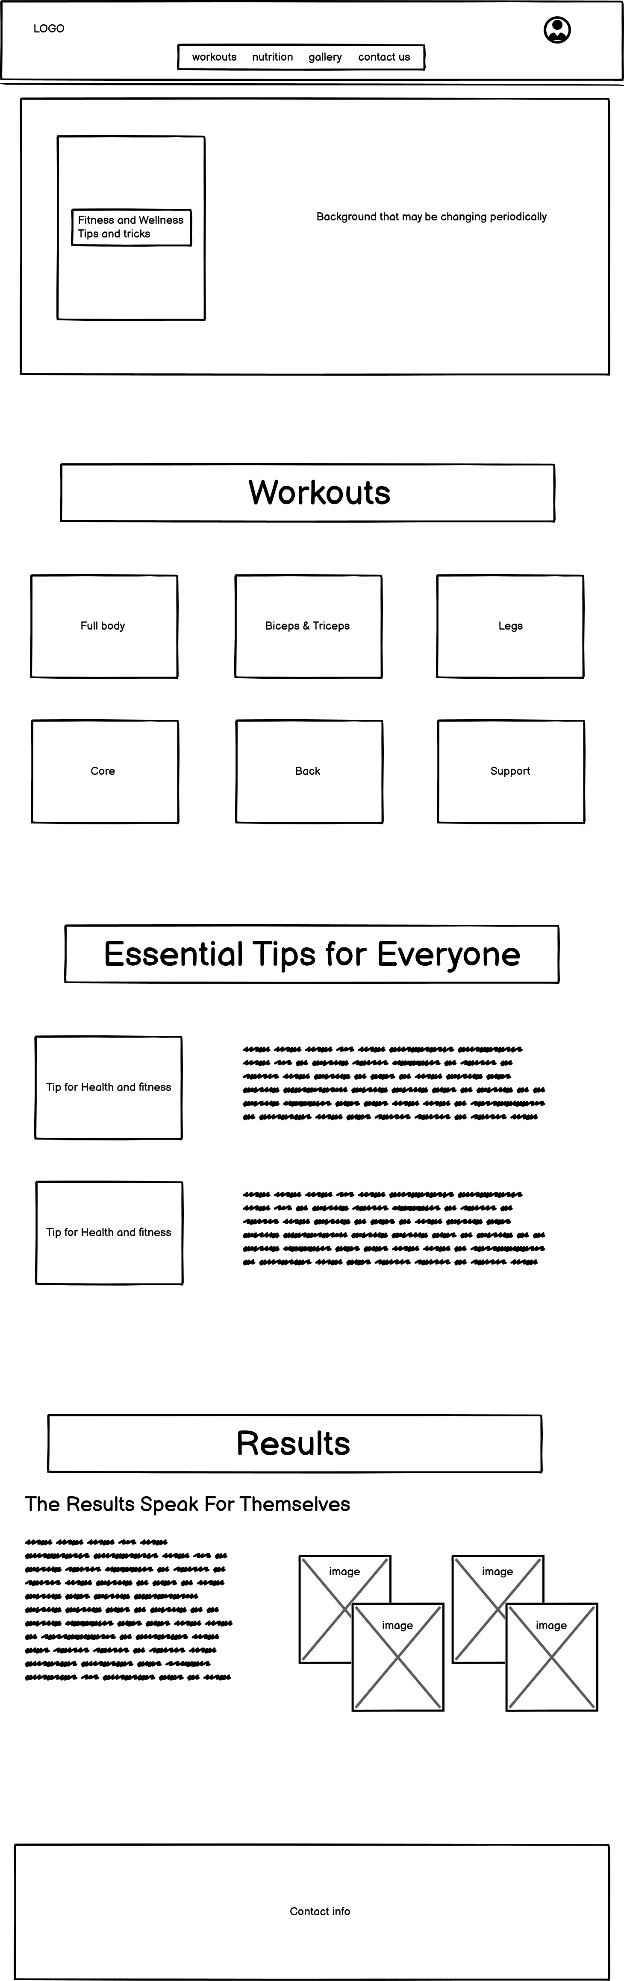 LOGO
workouts nutrition gallery contact us
Fitness and Wellness
Tips and tricks
Background that may be changing periodically
Workouts
Full body
Biceps & Triceps
Legs
Core
Back
Support
Essential Tips for Everyone
Tip for Health and fitness
Tip for Health and fitness
Results
The Results Speak For Themselves
image
image
image
image
Contact info